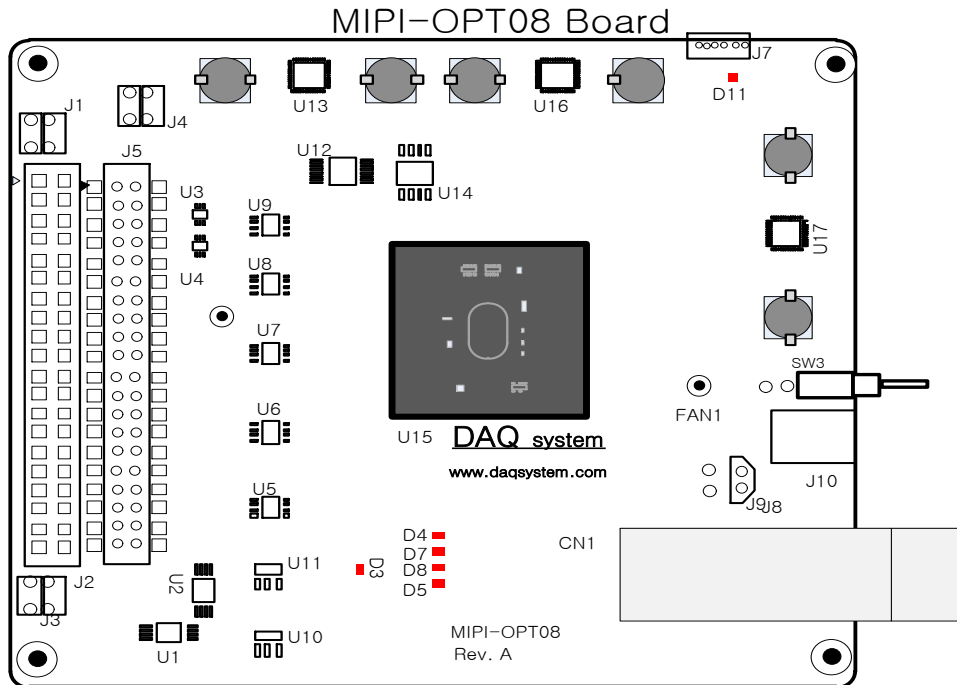 MIPI-OPT08 Board
J7
D11
U13
U16
J1
J4
J5
U12
U14
U3
U9
U17
U4
U8
U7
SW3
U6
FAN1
U15
DAQ system
www.daqsystem.com
J10
U5
J9
J8
D4
CN1
D7
U11
D3
D8
J2
U2
D5
J3
U10
MIPI-OPT08
U1
Rev. A